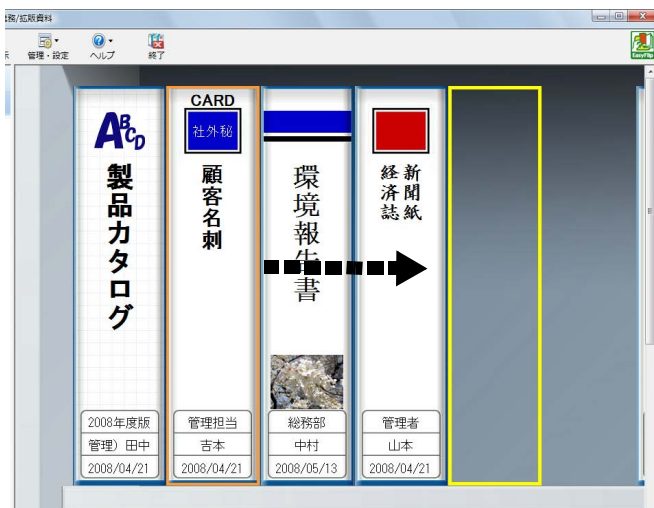 務/拡販資料
示
管理・設定
ヘルプ
終了
EasyFlip
ABCD
製品カタログ
2008年度版
管理）田中
2008/04/21
CARD
社外秘
顧客名刺
管理担当
吉本
2008/04/21
環境報告書
総務部
中村
2008/05/13
新聞紙
経済誌
管理者
山本
2008/04/21